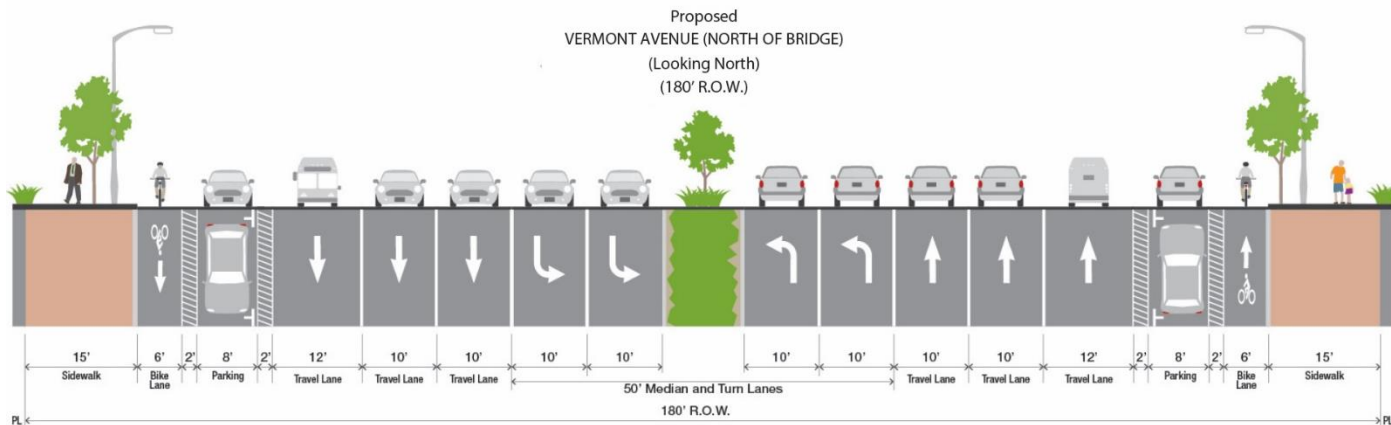 Proposed
VERMONT AVENUE (NORTH OF BRIDGE)
(Looking North)
(180' R.O.W.)
15' 6' 2' 8' 2' 12' 10' 10' 10' 10' 10' 10' 10' 10' 12' 2' 8' 2' 6' 15'
Sidewalk Bike Lane Parking Travel Lane Travel Lane Travel Lane Travel Lane Travel Lane Travel Lane Parking Bike Lane Sidewalk
50' Median and Turn Lanes
PL 180' R.O.W. PL